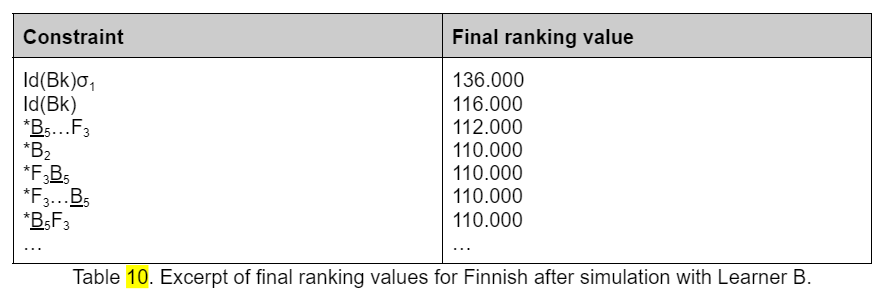 Constraint Final ranking value
Id(Bk)σ₁ 136.000
Id(Bk) 116.000
*B₅…F₃ 112.000
*B₂ 110.000
*F₃B₅ 110.000
*F₃…B₅ 110.000
*B₅F₃ 110.000
… …
Table 10. Excerpt of final ranking values for Finnish after simulation with Learner B.